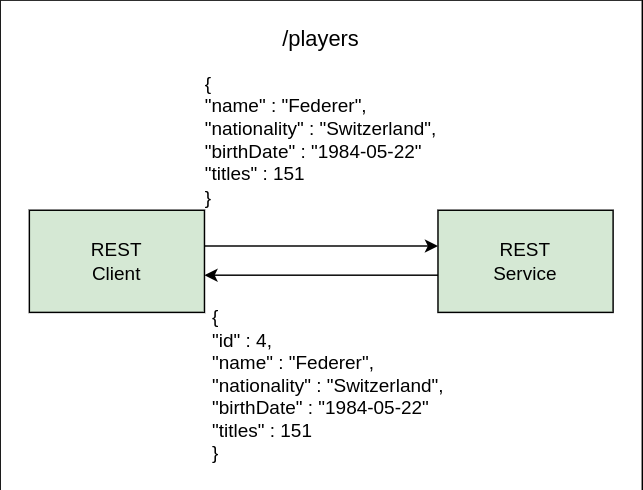 /players
{
"name" : "Federer",
"nationality" : "Switzerland",
"birthDate" : "1984-05-22"
"titles" : 151
}
REST
Client
REST
Service
{
"id" : 4,
"name" : "Federer",
"nationality" : "Switzerland",
"birthDate" : "1984-05-22"
"titles" : 151
}